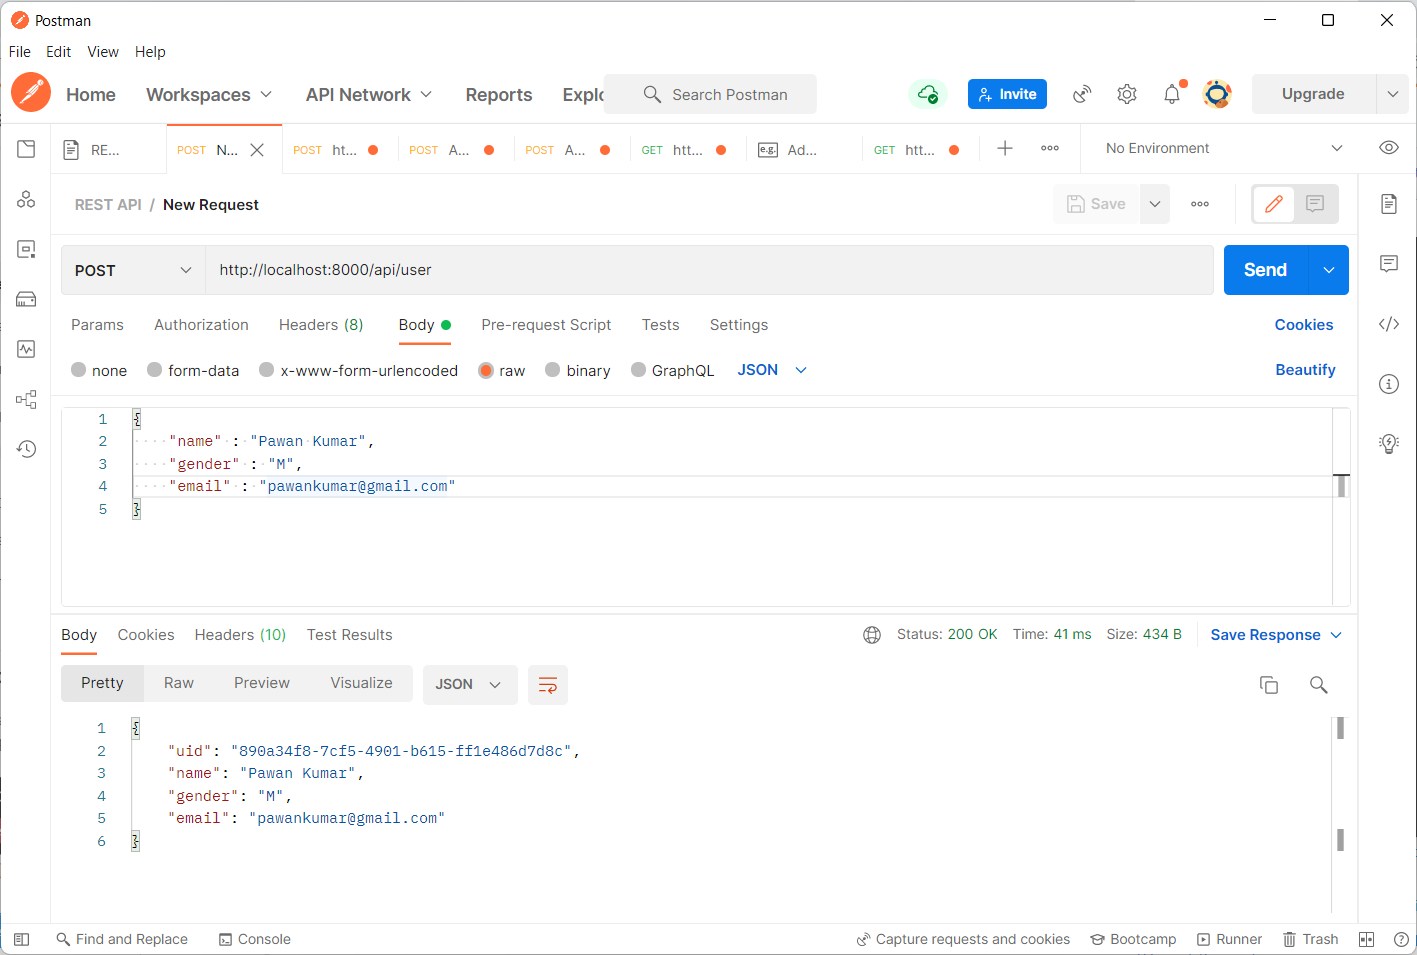 Postman
File Edit View Help
Home Workspaces API Network Reports Explo Search Postman Invite Upgrade
RE... POST N... POST ht... POST A... POST A... GET htt... e.g. Ad... GET htt... No Environment
REST API / New Request Save
POST http://localhost:8000/api/user Send
Params Authorization Headers (8) Body Pre-request Script Tests Settings Cookies
none form-data x-www-form-urlencoded raw binary GraphQL JSON Beautify
1 {
2 "name" : "Pawan Kumar",
3 "gender" : "M",
4 "email" : "pawankumar@gmail.com"
5 }
Body Cookies Headers (10) Test Results Status: 200 OK Time: 41 ms Size: 434 B Save Response
Pretty Raw Preview Visualize JSON
1 {
2 "uid": "890a34f8-7cf5-4901-b615-ff1e486d7d8c",
3 "name": "Pawan Kumar",
4 "gender": "M",
5 "email": "pawankumar@gmail.com"
6 }
Find and Replace Console Capture requests and cookies Bootcamp Runner Trash